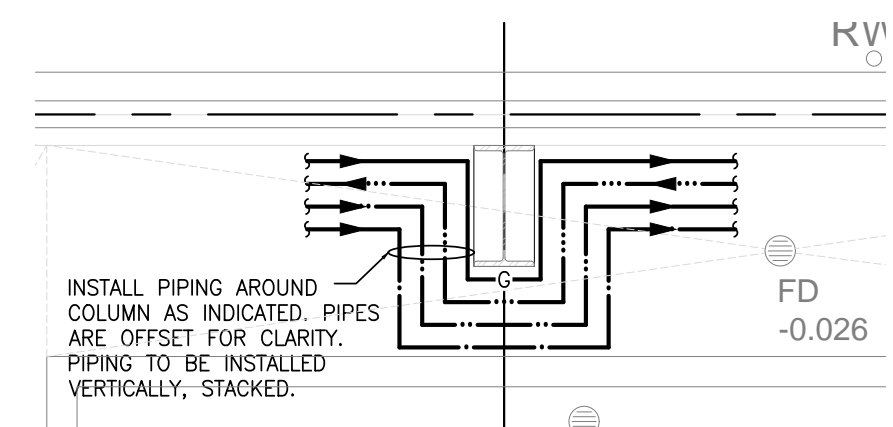 RW
G
INSTALL PIPING AROUND
COLUMN AS INDICATED. PIPES
ARE OFFSET FOR CLARITY.
PIPING TO BE INSTALLED
VERTICALLY, STACKED.
FD
-0.026